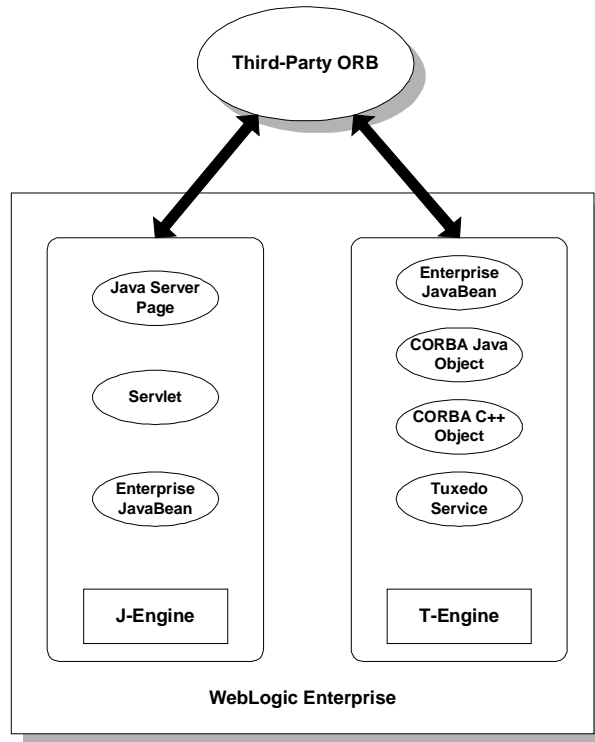 Third-Party ORB
Java Server
Page
Servlet
Enterprise
JavaBean
J-Engine
Enterprise
JavaBean
CORBA Java
Object
CORBA C++
Object
Tuxedo
Service
T-Engine
WebLogic Enterprise